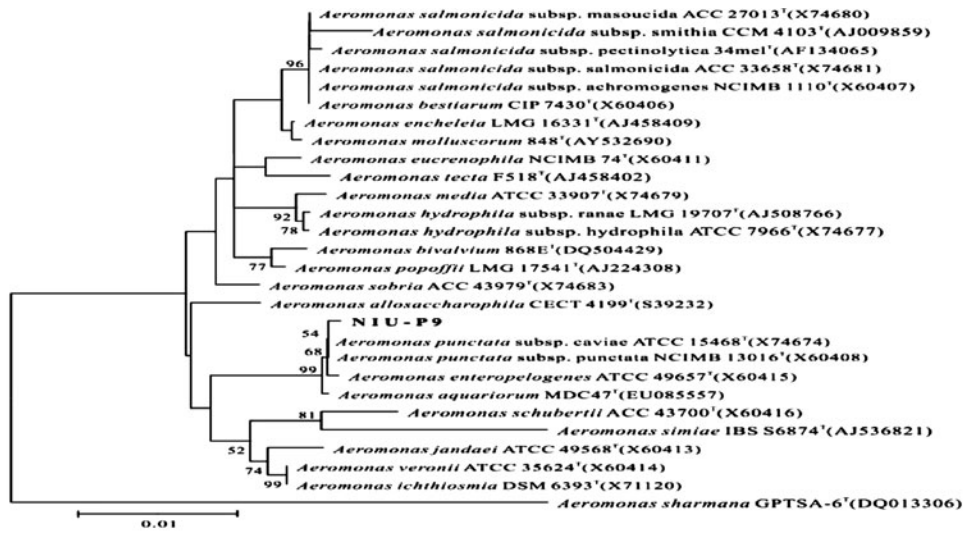 Aeromonas salmonicida subsp. masoucida ACC 27013ᵀ(X74680)
Aeromonas salmonicida subsp. smithia CCM 4103ᵀ(AJ009859)
Aeromonas salmonicida subsp. pectinolytica 34melᵀ(AF134065)
96
Aeromonas salmonicida subsp. salmonicida ACC 33658ᵀ(X74681)
Aeromonas salmonicida subsp. achromogenes NCIMB 1110ᵀ(X60407)
Aeromonas bestiarum CIP 7430ᵀ(X60406)
Aeromonas encheleia LMG 16331ᵀ(AJ458409)
Aeromonas molluscorum 848ᵀ(AY532690)
Aeromonas eucrenophila NCIMB 74ᵀ(X60411)
Aeromonas tecta F518ᵀ(AJ458402)
Aeromonas media ATCC 33907ᵀ(X74679)
92 Aeromonas hydrophila subsp. ranae LMG 19707ᵀ(AJ508766)
78 Aeromonas hydrophila subsp. hydrophila ATCC 7966ᵀ(X74677)
Aeromonas bivalvium 868Eᵀ(DQ504429)
77 Aeromonas popoffii LMG 17541ᵀ(AJ224308)
Aeromonas sobria ACC 43979ᵀ(X74683)
Aeromonas allosaccharophila CECT 4199ᵀ(S39232)
NIU-P9
54
Aeromonas punctata subsp. caviae ATCC 15468ᵀ(X74674)
68 Aeromonas punctata subsp. punctata NCIMB 13016ᵀ(X60408)
99 Aeromonas enteropelogenes ATCC 49657ᵀ(X60415)
Aeromonas aquariorum MDC47ᵀ(EU085557)
81 Aeromonas schubertii ACC 43700ᵀ(X60416)
Aeromonas simiae IBS S6874ᵀ(AJ536821)
52 Aeromonas jandaei ATCC 49568ᵀ(X60413)
74 Aeromonas veronii ATCC 35624ᵀ(X60414)
99 Aeromonas ichthiosmia DSM 6393ᵀ(X71120)
Aeromonas sharmana GPTSA-6ᵀ(DQ013306)
0.01